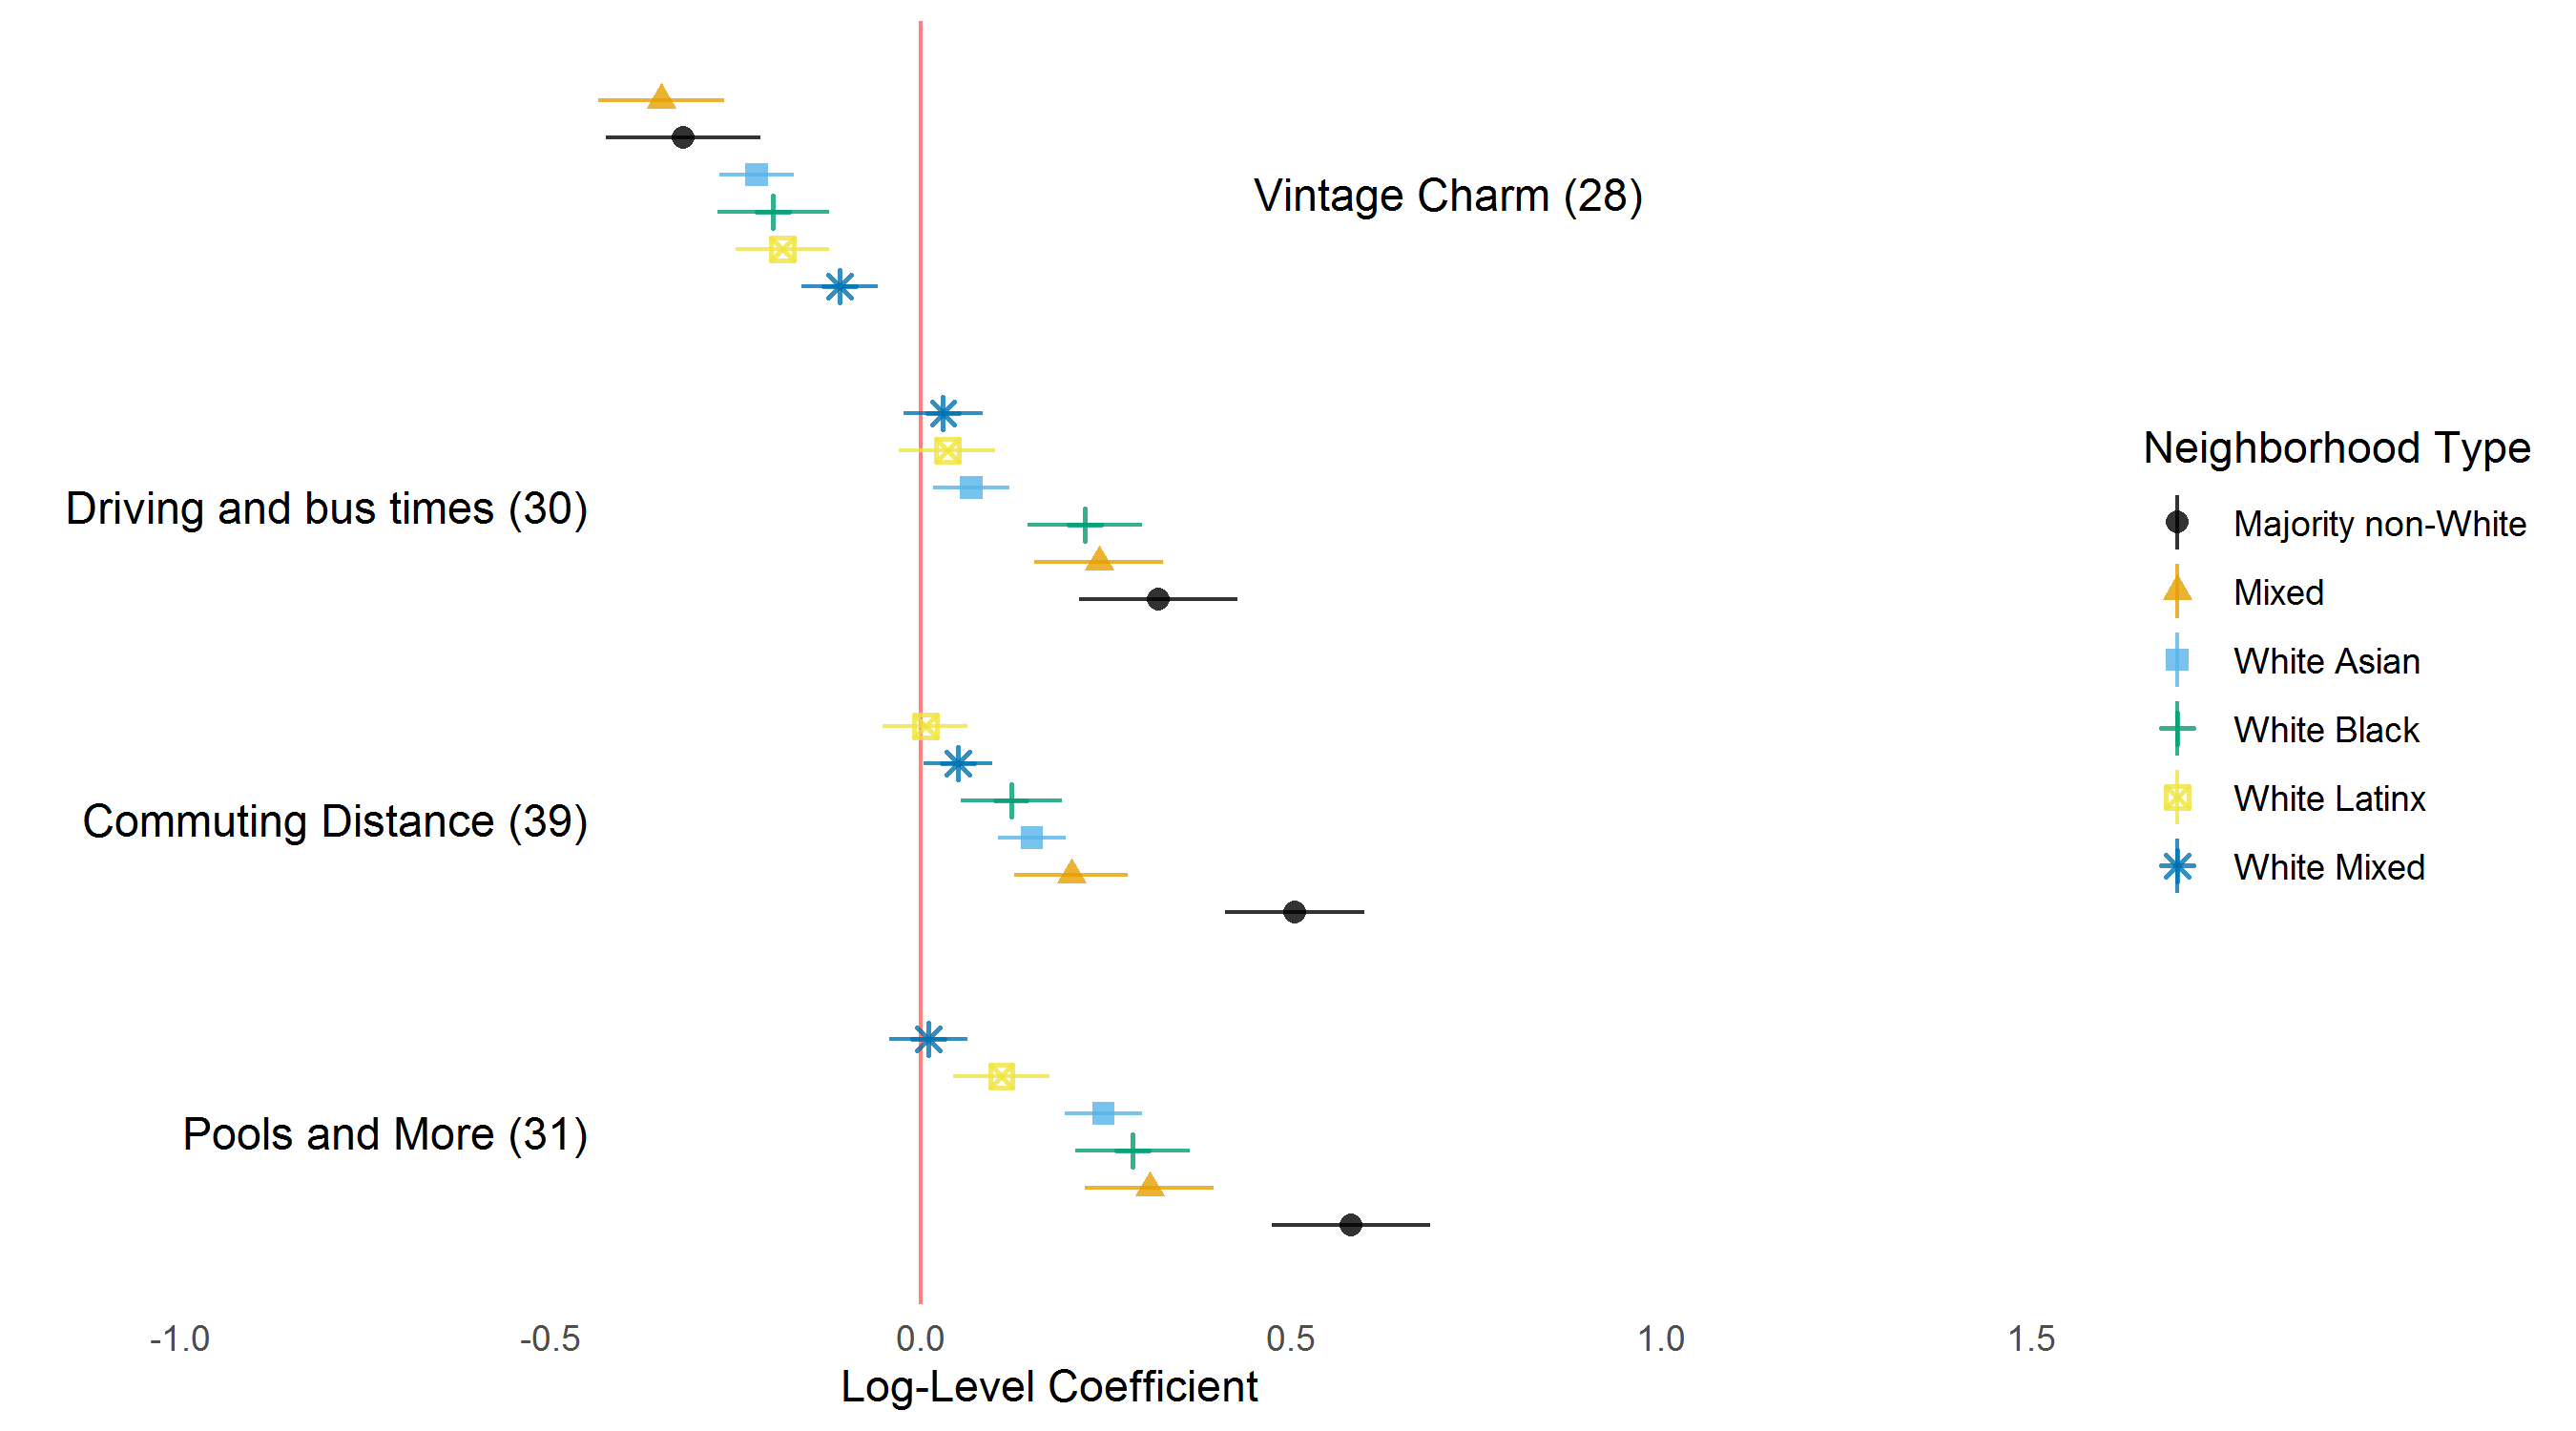 Vintage Charm (28)
Driving and bus times (30)
Commuting Distance (39)
Pools and More (31)
-1.0
-0.5
0.0
0.5
1.0
1.5
Log-Level Coefficient
Neighborhood Type
Majority non-White
Mixed
White Asian
White Black
White Latinx
White Mixed